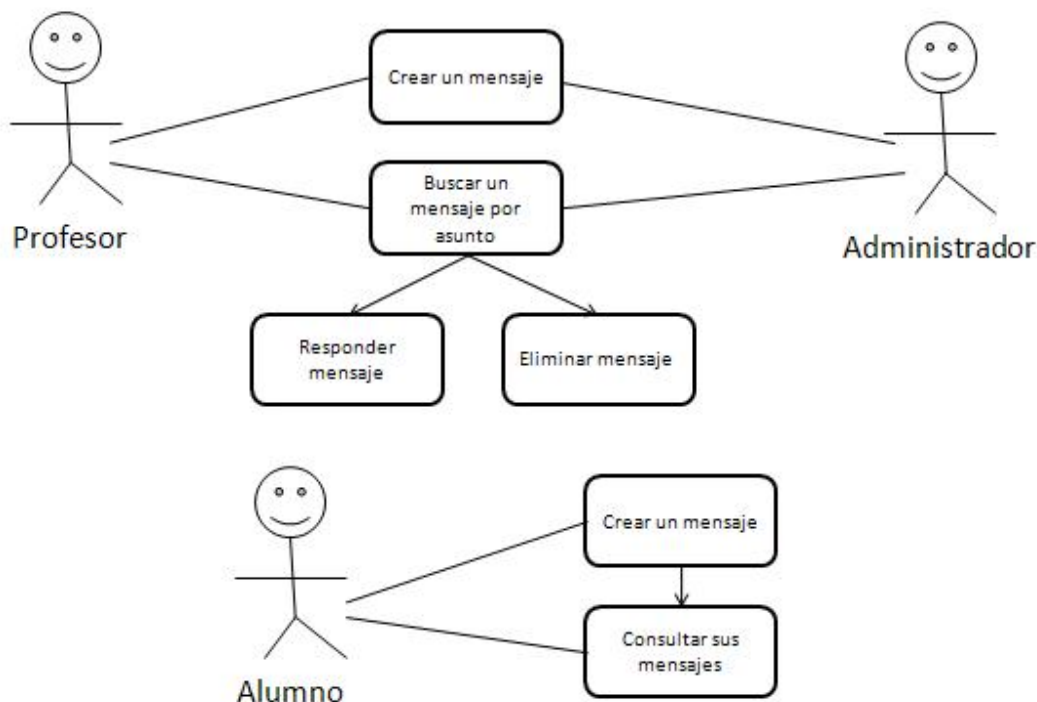 Crear un mensaje
Buscar un
mensaje por
asunto
Profesor
Administrador
Responder
mensaje
Eliminar mensaje
Crear un mensaje
Consultar sus
mensajes
Alumno